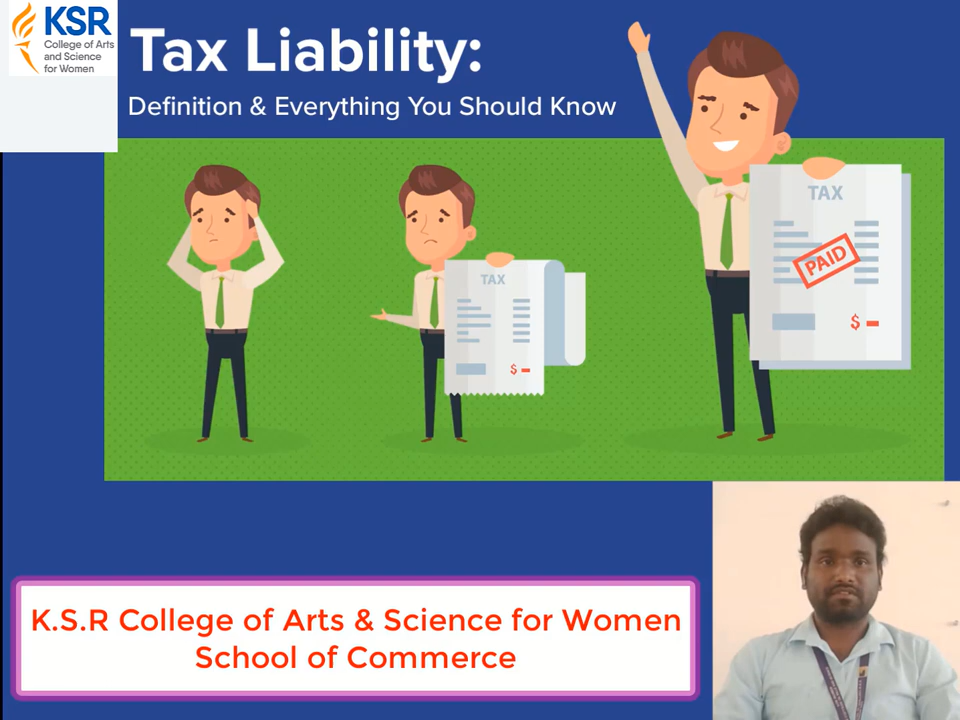 KSR
College of Arts
and Science
for Women
Tax Liability:
Definition & Everything You Should Know
TAX
$
TAX
PAID
$
K.S.R College of Arts & Science for Women
School of Commerce